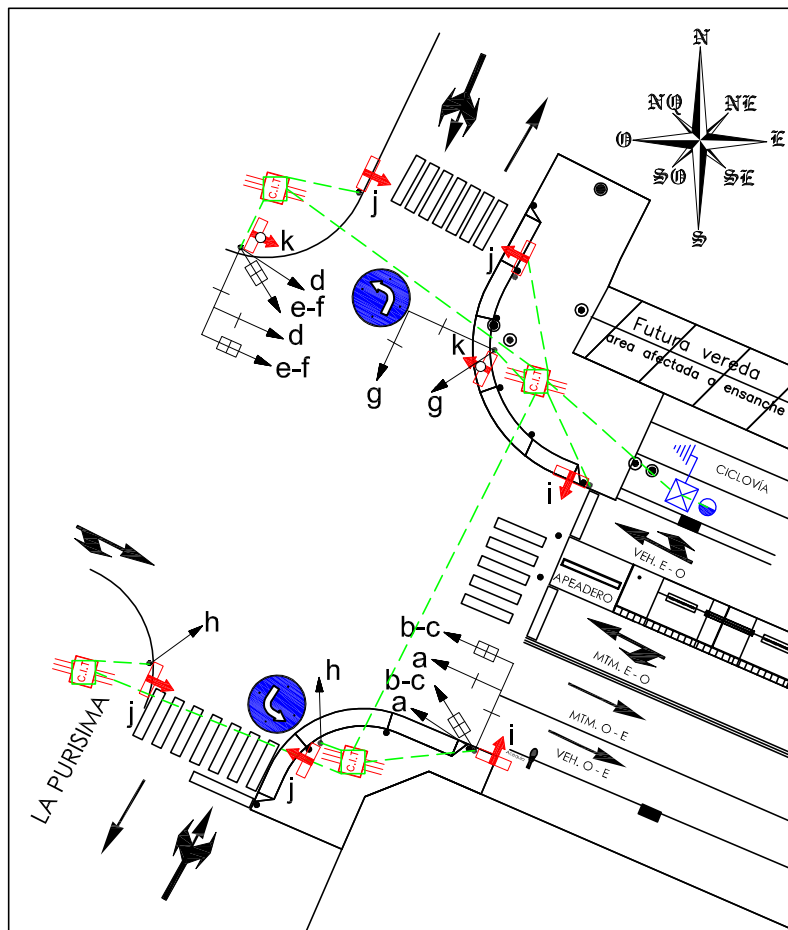 N
NO
NE
O
E
SO
SE
S
C.I.T
j
k
d
e-f
d
e-f
j
k
g
g
C.I.T
Futura vereda
area afectada a ensanche
CICLOVÍA
i
VEH. E - O
APEADERO
MTM. E - O
MTM. O - E
VEH. O - E
b-c
a
b-c
a
i
h
h
C.I.T
j
j
C.I.T
LA PURISIMA